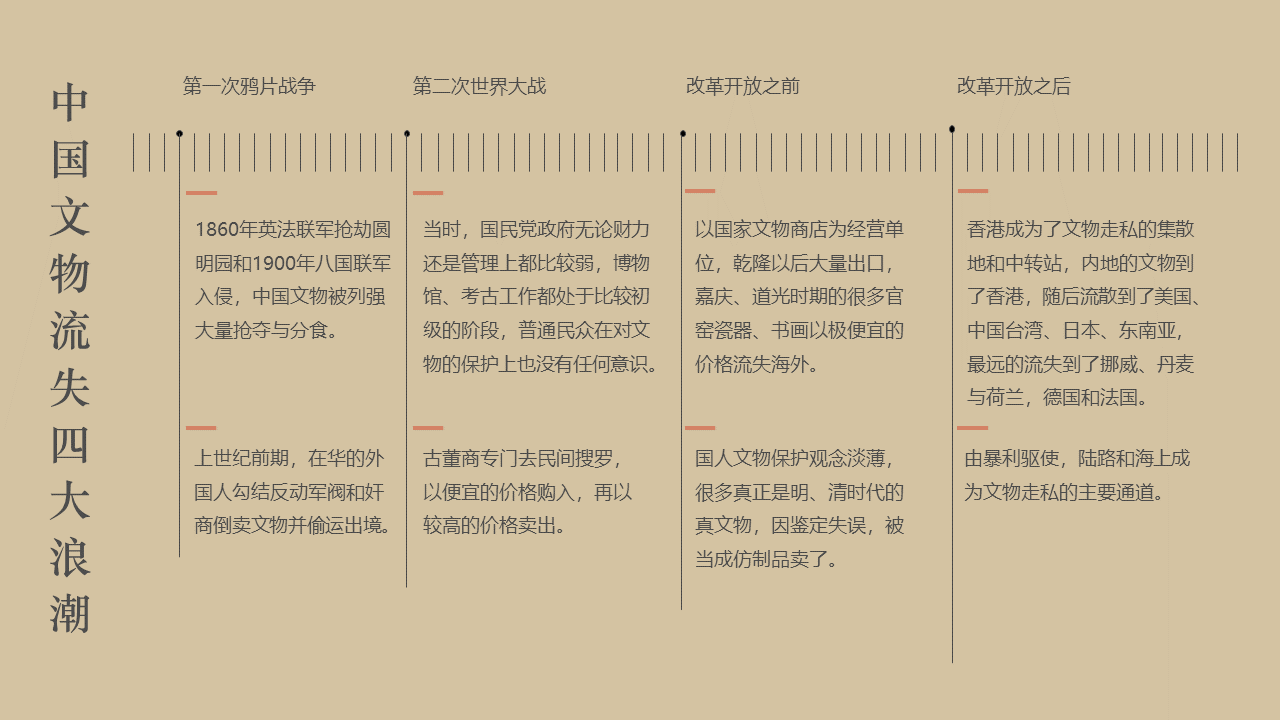 中国文物流失四大浪潮
第一次鸦片战争
1860年英法联军抢劫圆
明园和1900年八国联军
入侵，中国文物被列强
大量抢夺与分食。
上世纪前期，在华的外
国人勾结反动军阀和奸
商倒卖文物并偷运出境。
第二次世界大战
当时，国民党政府无论财力
还是管理上都比较弱，博物
馆、考古工作都处于比较初
级的阶段，普通民众在对文
物的保护上也没有任何意识。
古董商专门去民间搜罗，
以便宜的价格购入，再以
较高的价格卖出。
改革开放之前
以国家文物商店为经营单
位，乾隆以后大量出口，
嘉庆、道光时期的很多官
窑瓷器、书画以极便宜的
价格流失海外。
国人文物保护观念淡薄，
很多真正是明、清时代的
真文物，因鉴定失误，被
当成仿制品卖了。
改革开放之后
香港成为了文物走私的集散
地和中转站，内地的文物到
了香港，随后流散到了美国、
中国台湾、日本、东南亚，
最远的流失到了挪威、丹麦
与荷兰，德国和法国。
由暴利驱使，陆路和海上成
为文物走私的主要通道。